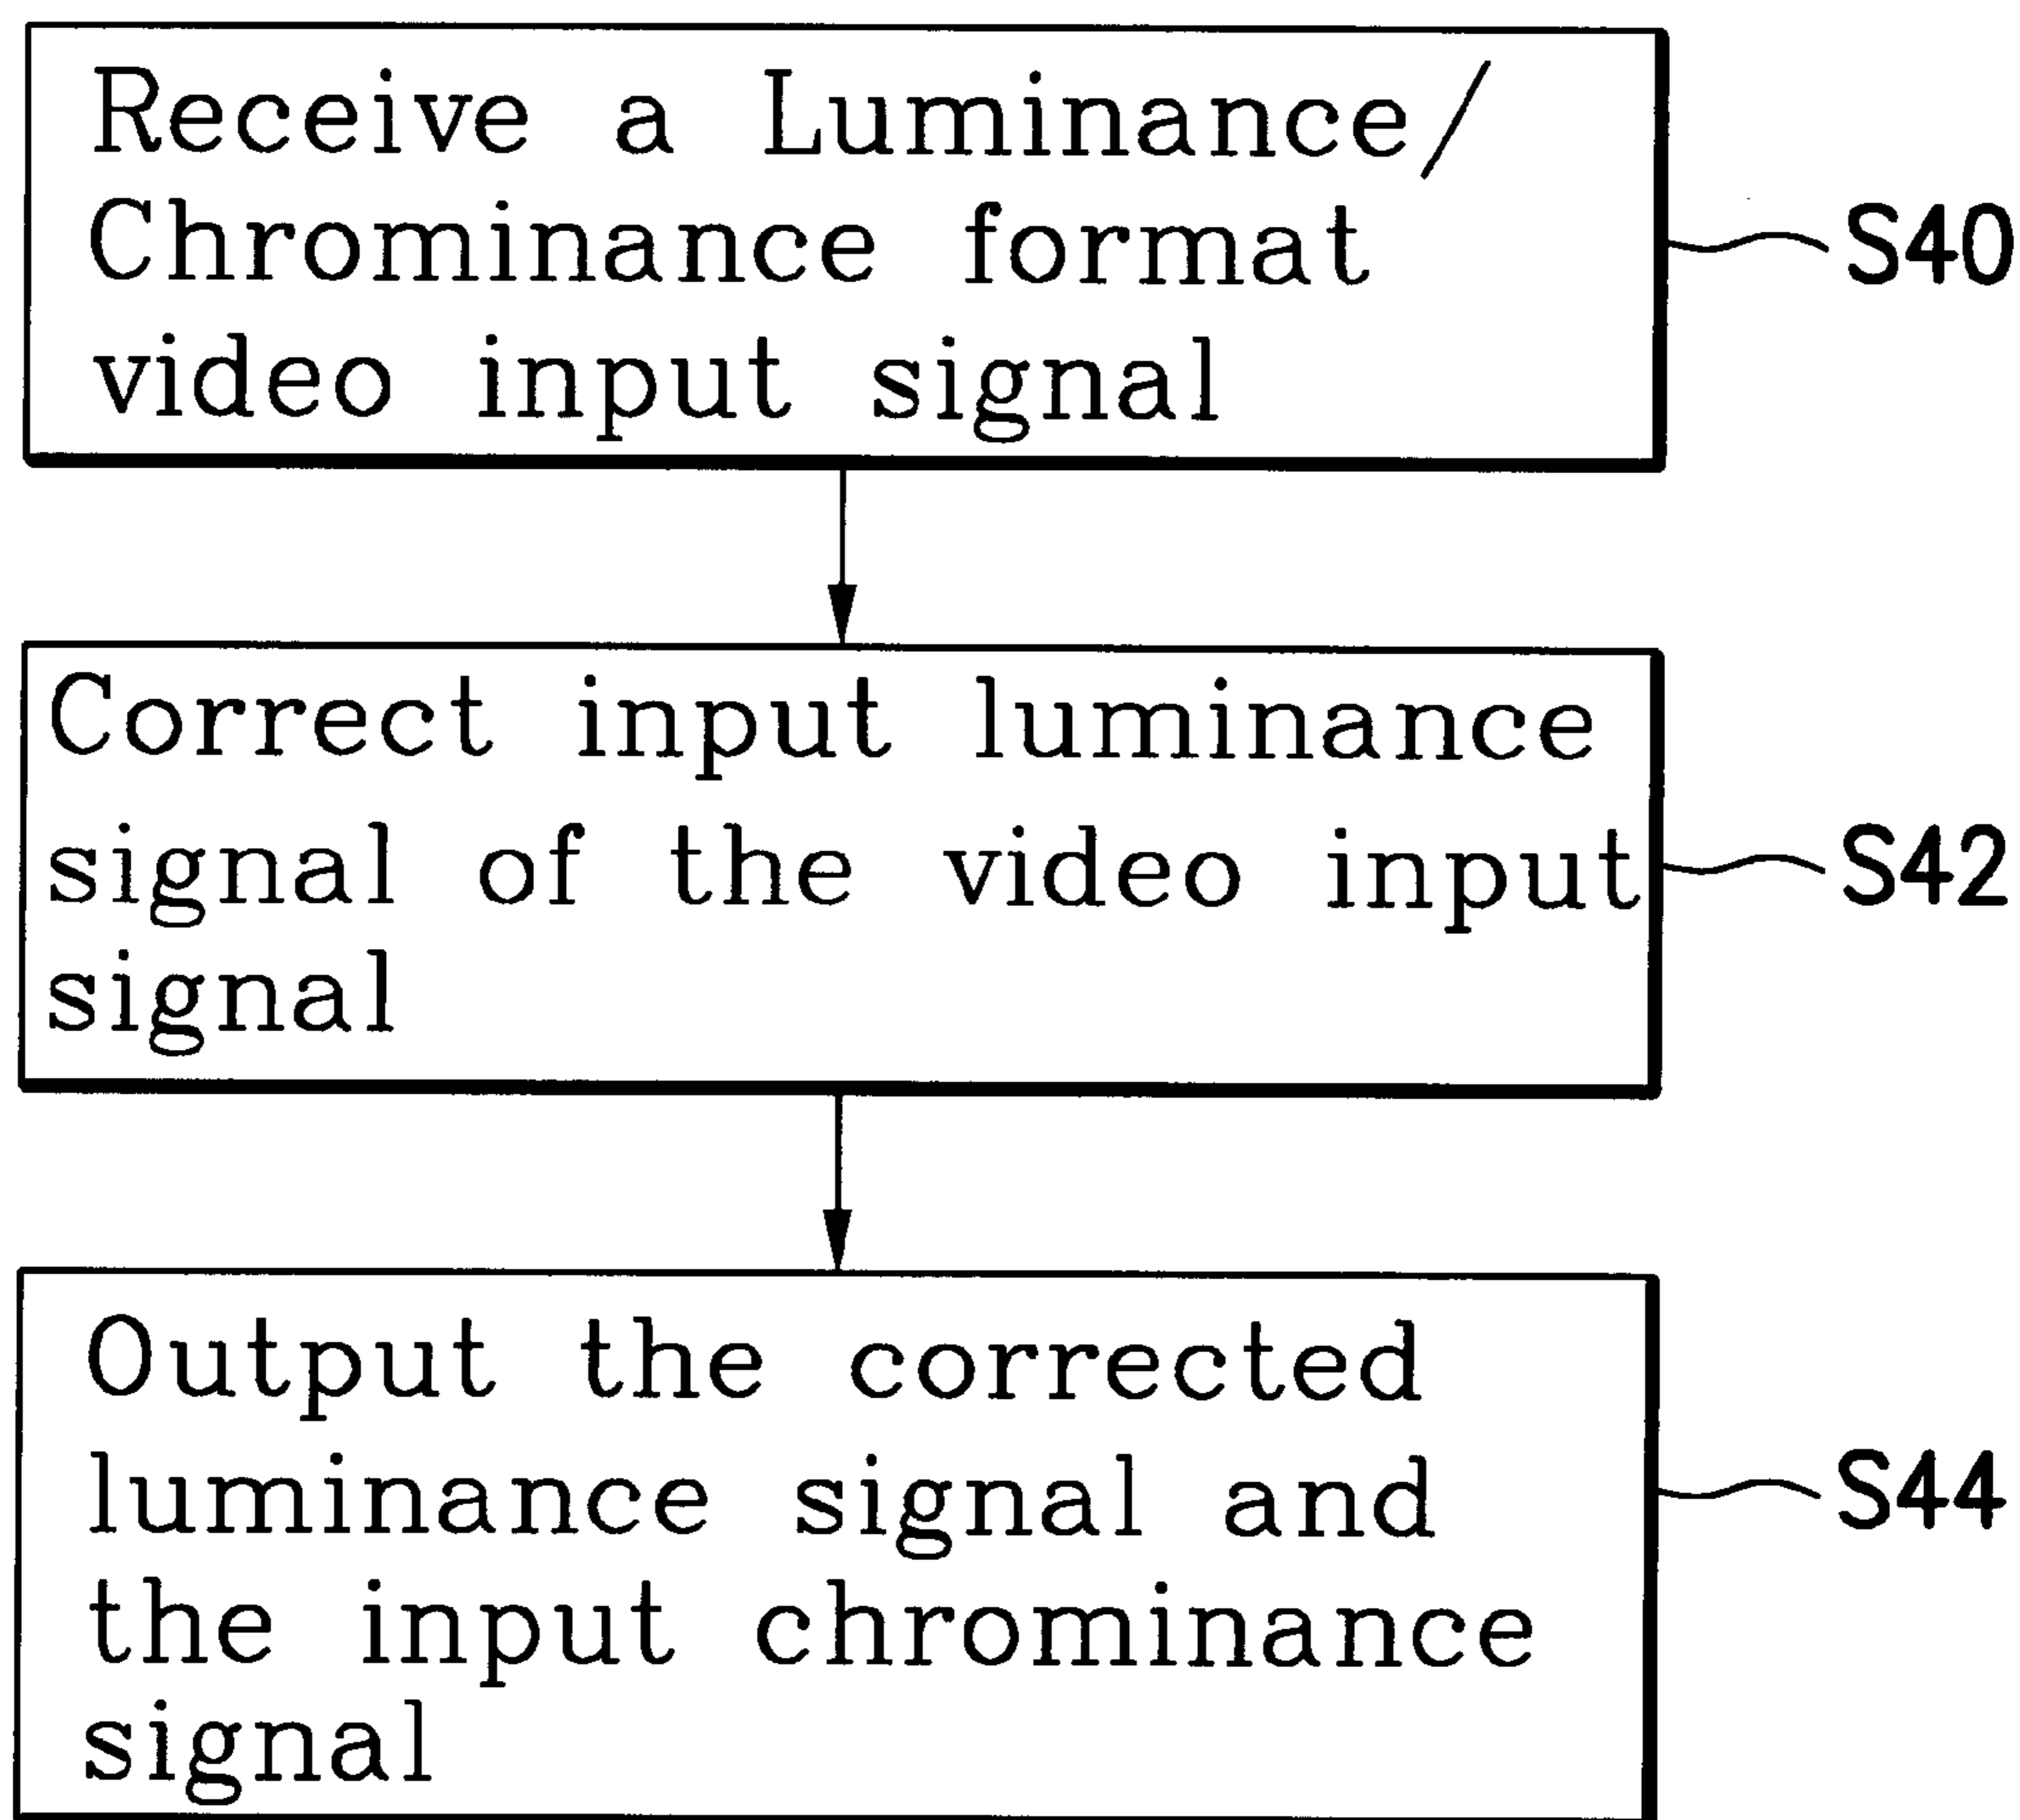 Receive a Luminance/
Chrominance format
video input signal
S40
Correct input luminance
signal of the video input
signal
S42
Output the corrected
luminance signal and
the input chrominance
signal
S44